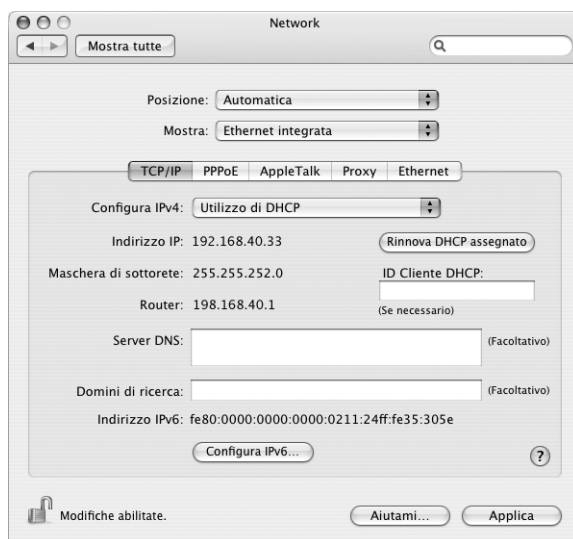 Network
Mostra tutte
Posizione: Automatica
Mostra: Ethernet integrata
TCP/IP PPPoE AppleTalk Proxy Ethernet
Configura IPv4: Utilizzo di DHCP
Indirizzo IP: 192.168.40.33 Rinnova DHCP assegnato
Maschera di sottorete: 255.255.252.0 ID Cliente DHCP:
Router: 198.168.40.1 (Se necessario)
Server DNS: (Facoltativo)
Domini di ricerca: (Facoltativo)
Indirizzo IPv6: fe80:0000:0000:0000:0211:24ff:fe35:305e
Configura IPv6... ?
Modifiche abilitate. Aiutami... Applica